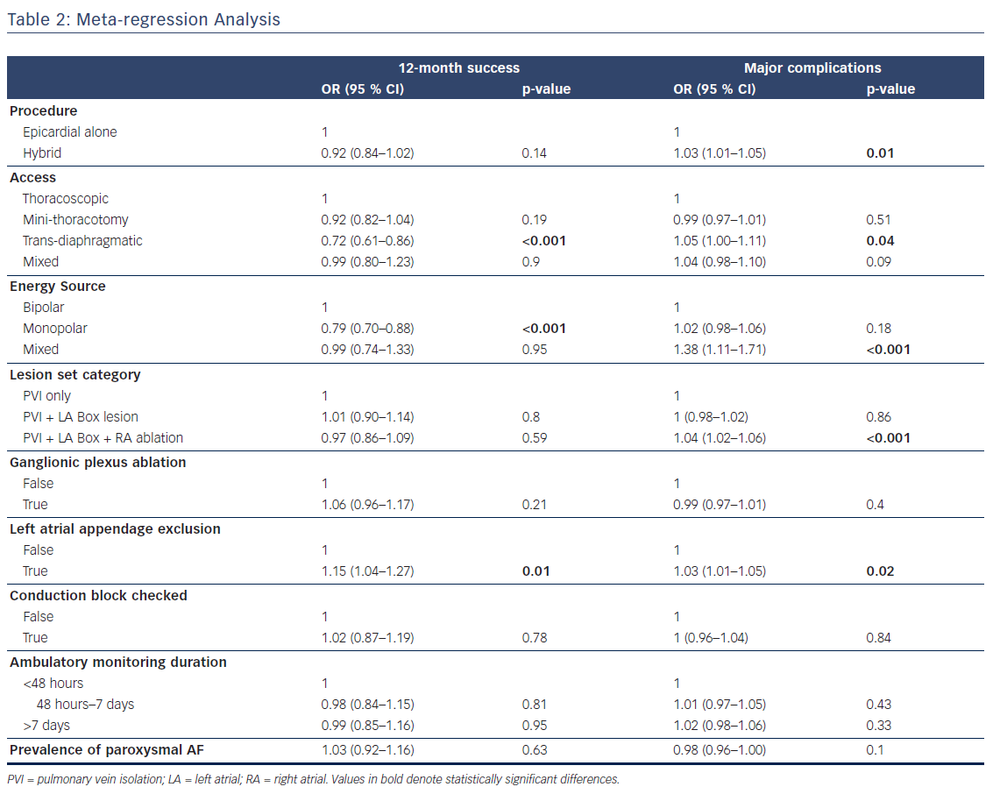 Table 2: Meta-regression Analysis
12-month success Major complications
OR (95 % CI) p-value OR (95 % CI) p-value
Procedure
Epicardial alone 1 1
Hybrid 0.92 (0.84–1.02) 0.14 1.03 (1.01–1.05) 0.01
Access
Thoracoscopic 1 1
Mini-thoracotomy 0.92 (0.82–1.04) 0.19 0.99 (0.97–1.01) 0.51
Trans-diaphragmatic 0.72 (0.61–0.86) <0.001 1.05 (1.00–1.11) 0.04
Mixed 0.99 (0.80–1.23) 0.9 1.04 (0.98–1.10) 0.09
Energy Source
Bipolar 1 1
Monopolar 0.79 (0.70–0.88) <0.001 1.02 (0.98–1.06) 0.18
Mixed 0.99 (0.74–1.33) 0.95 1.38 (1.11–1.71) <0.001
Lesion set category
PVI only 1 1
PVI + LA Box lesion 1.01 (0.90–1.14) 0.8 1 (0.98–1.02) 0.86
PVI + LA Box + RA ablation 0.97 (0.86–1.09) 0.59 1.04 (1.02–1.06) <0.001
Ganglionic plexus ablation
False 1 1
True 1.06 (0.96–1.17) 0.21 0.99 (0.97–1.01) 0.4
Left atrial appendage exclusion
False 1 1
True 1.15 (1.04–1.27) 0.01 1.03 (1.01–1.05) 0.02
Conduction block checked
False 1 1
True 1.02 (0.87–1.19) 0.78 1 (0.96–1.04) 0.84
Ambulatory monitoring duration
<48 hours 1 1
48 hours–7 days 0.98 (0.84–1.15) 0.81 1.01 (0.97–1.05) 0.43
>7 days 0.99 (0.85–1.16) 0.95 1.02 (0.98–1.06) 0.33
Prevalence of paroxysmal AF 1.03 (0.92–1.16) 0.63 0.98 (0.96–1.00) 0.1
PVI = pulmonary vein isolation; LA = left atrial; RA = right atrial. Values in bold denote statistically significant differences.